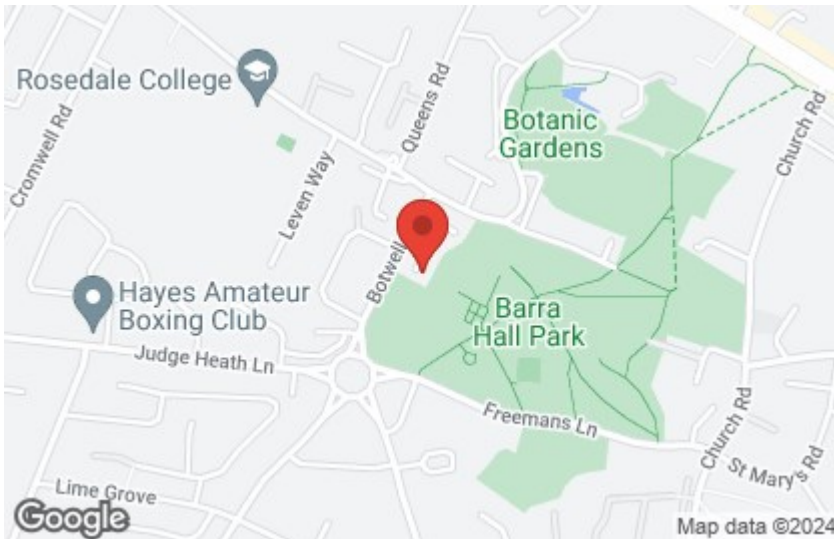 Rosedale College
Cromwell Rd
Queens Rd
Leven Way
Botanic
Gardens
Church Rd
Botwell
Hayes Amateur
Boxing Club
Barra
Hall Park
Judge Heath Ln
Freemans Ln
Church Rd
St Mary's Rd
Lime Grove
Google
Map data ©2024